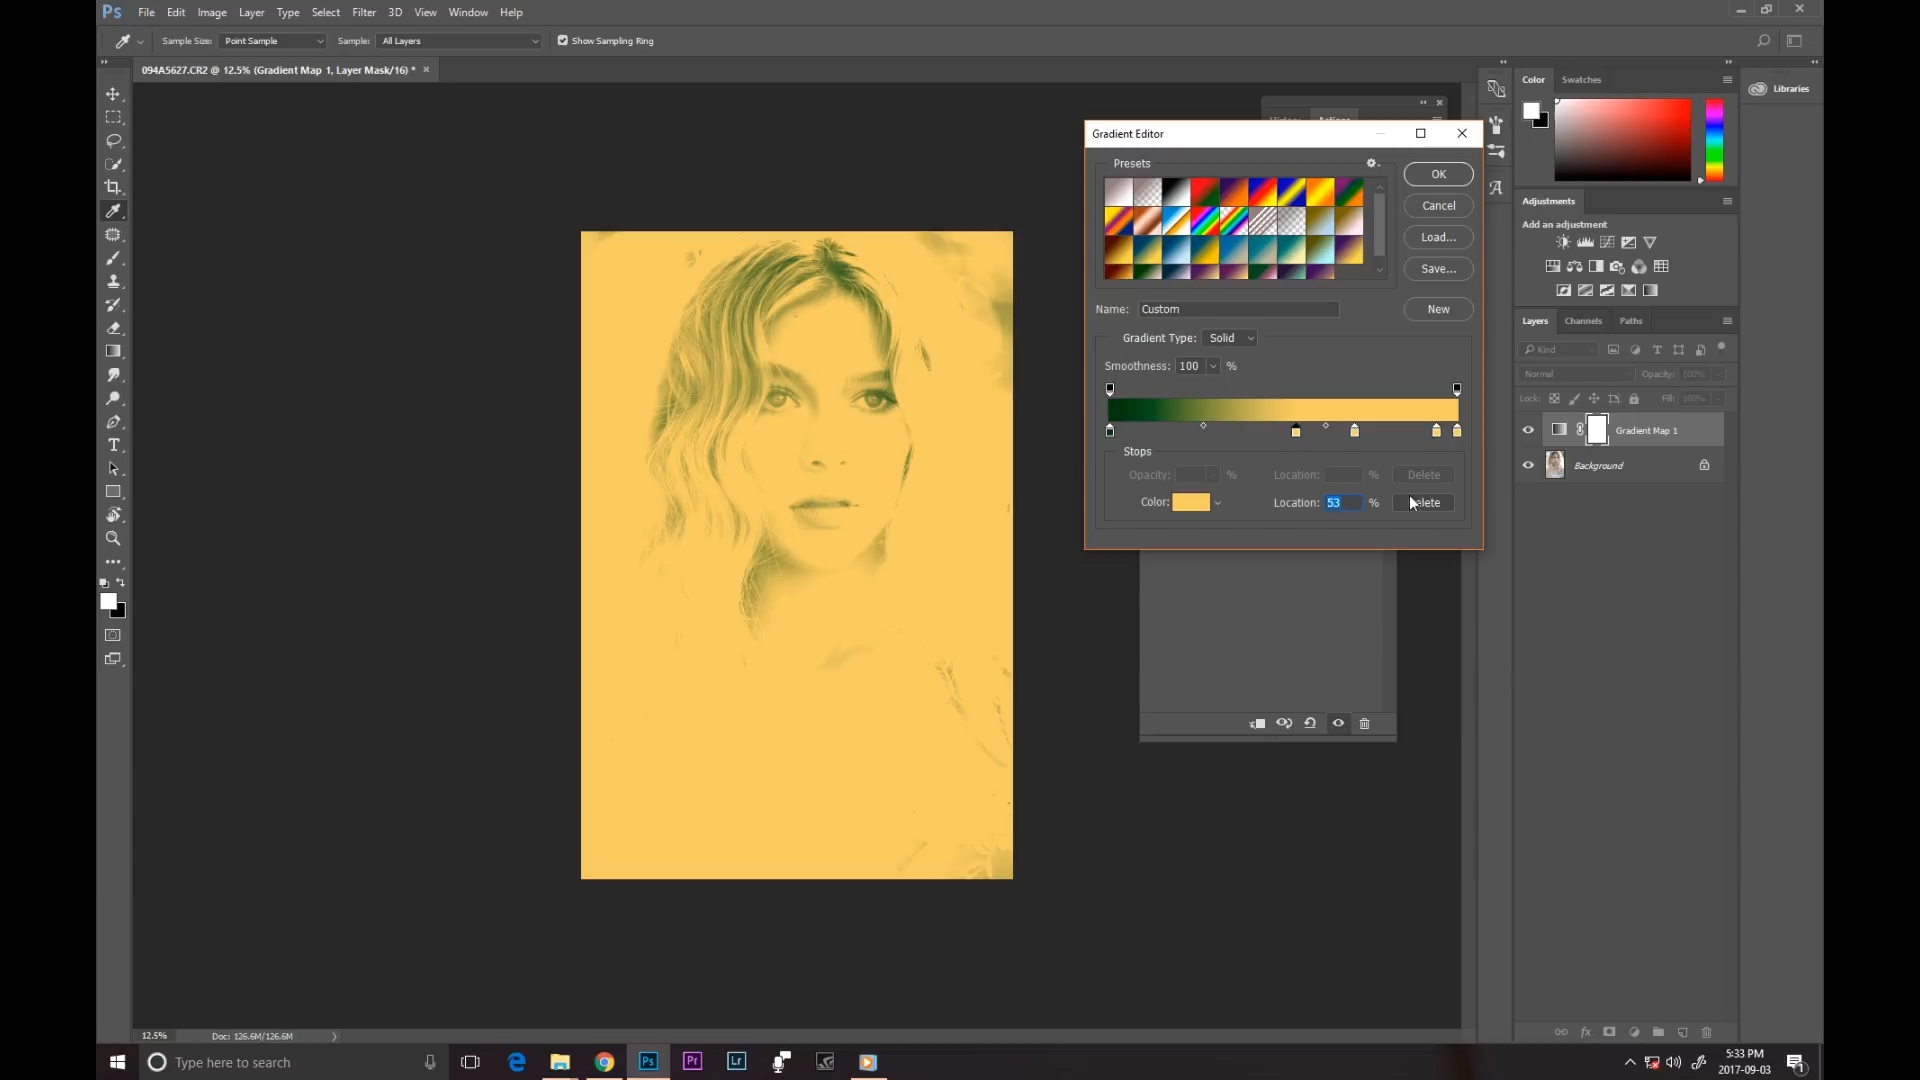 Ps File Edit Image Layer Type Select Filter 3D View Window Help
Sample Size: Point Sample Sample: All Layers Show Sampling Ring
094A5627.CR2 @ 12.5% (Gradient Map 1, Layer Mask/16) *
Color Swatches
Libraries
Gradient Editor
Presets
OK
Cancel
Load...
Save...
Name: Custom
New
Gradient Type: Solid
Smoothness: 100 %
Stops
Opacity: % Location: % Delete
Color: Location: 53 %
Adjustments
Add an adjustment
Layers Channels Paths
Kind
Normal Opacity: 100%
Lock: Fill: 100%
Gradient Map 1
Background
12.5% Doc: 126.6M/126.6M
Type here to search
Ps Pr Lr
5:33 PM
2017-09-03
1